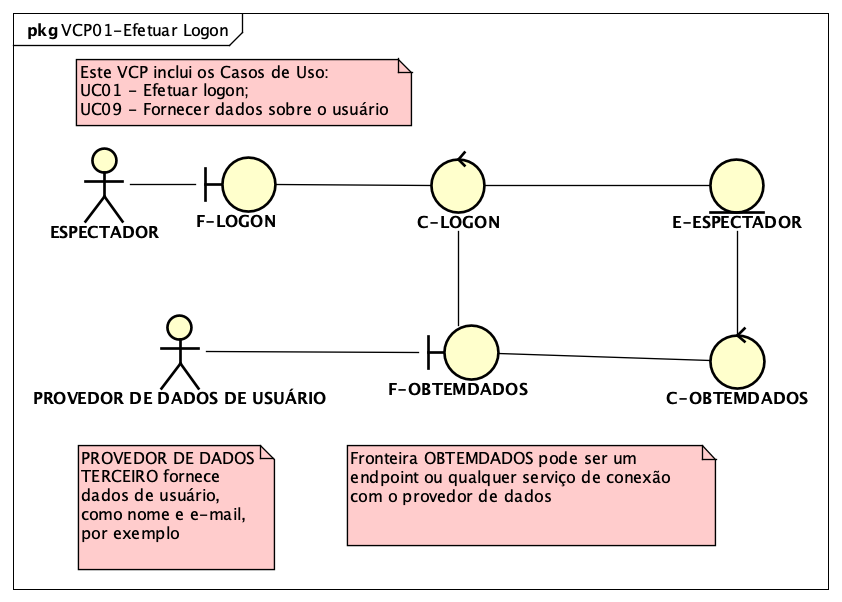 pkg VCP01-Efetuar Logon
Este VCP inclui os Casos de Uso:
UC01 - Efetuar logon;
UC09 - Fornecer dados sobre o usuário
ESPECTADOR
F-LOGON
C-LOGON
E-ESPECTADOR
PROVEDOR DE DADOS DE USUÁRIO
F-OBTEMDADOS
C-OBTEMDADOS
PROVEDOR DE DADOS
TERCEIRO fornece
dados de usuário,
como nome e e-mail,
por exemplo
Fronteira OBTEMDADOS pode ser um
endpoint ou qualquer serviço de conexão
com o provedor de dados